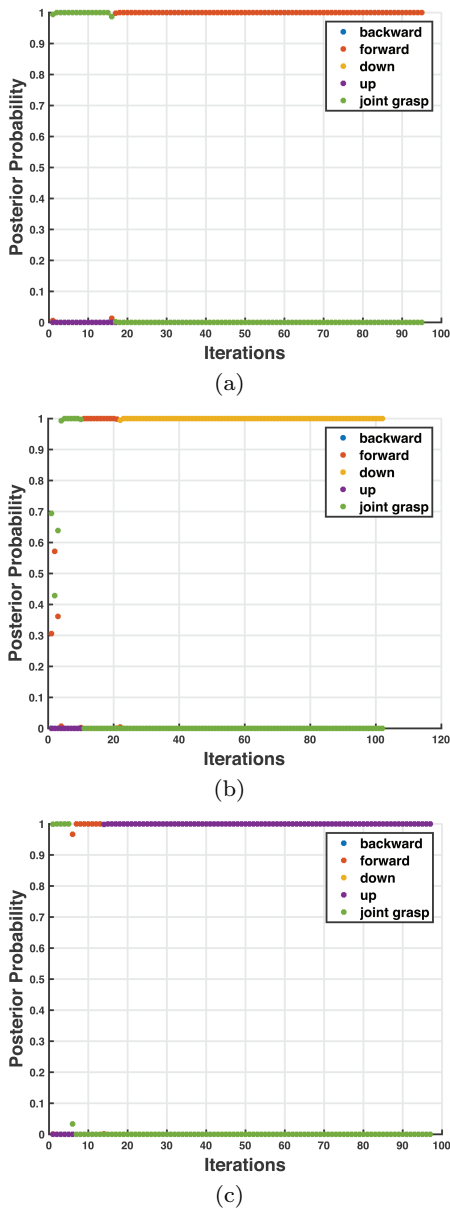 1
0.9
0.8
0.7
0.6
0.5
0.4
0.3
0.2
0.1
0
Posterior Probability
backward
forward
down
up
joint grasp
0 10 20 30 40 50 60 70 80 90 100
Iterations
(a)
1
0.9
0.8
0.7
0.6
0.5
0.4
0.3
0.2
0.1
0
Posterior Probability
backward
forward
down
up
joint grasp
0 20 40 60 80 100 120
Iterations
(b)
1
0.9
0.8
0.7
0.6
0.5
0.4
0.3
0.2
0.1
0
Posterior Probability
backward
forward
down
up
joint grasp
0 10 20 30 40 50 60 70 80 90 100
Iterations
(c)